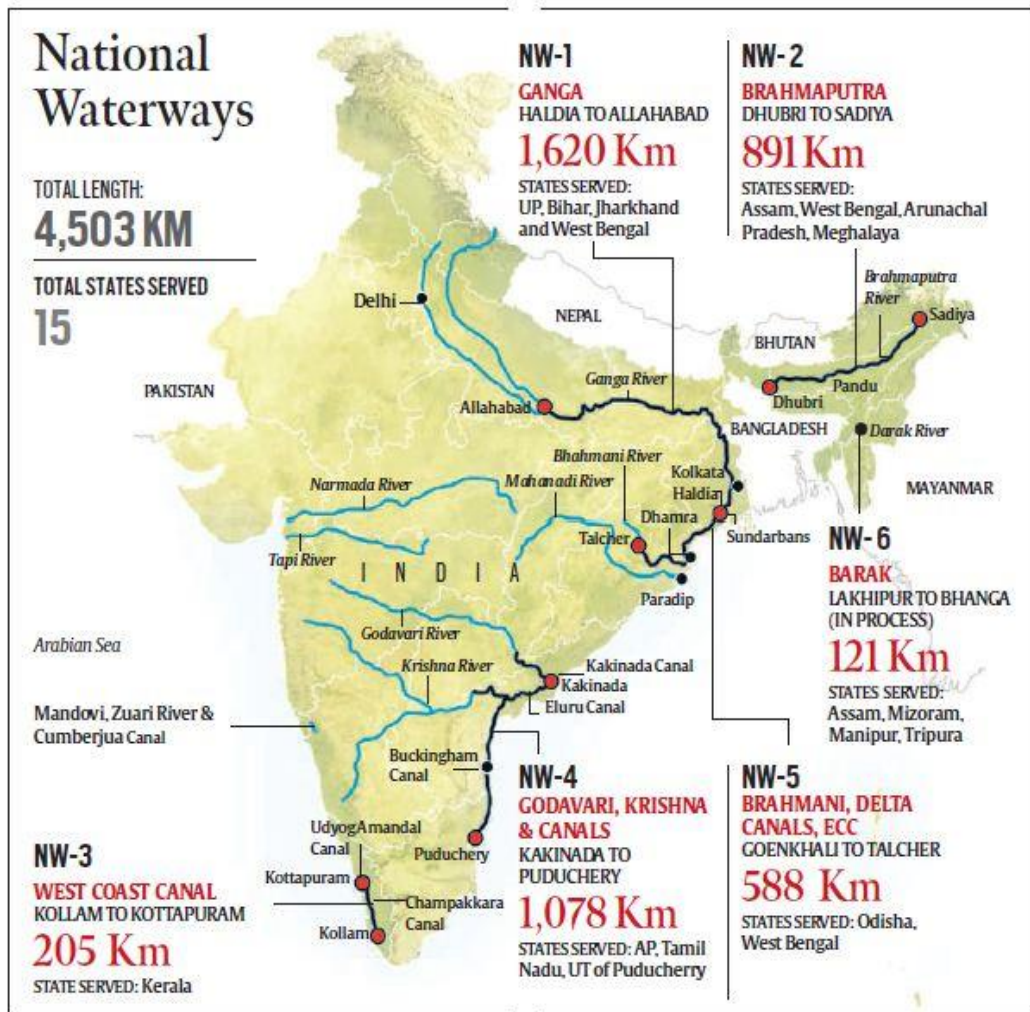 National
Waterways
TOTAL LENGTH:
4,503 KM
TOTAL STATES SERVED
15
NW-1
GANGA
HALDIA TO ALLAHABAD
1,620 Km
STATES SERVED:
UP, Bihar, Jharkhand
and West Bengal
NW-2
BRAHMAPUTRA
DHUBRI TO SADIYA
891 Km
STATES SERVED:
Assam, West Bengal, Arunachal
Pradesh, Meghalaya
Brahmaputra
River
Sadiya
Delhi
NEPAL
BHUTAN
PAKISTAN
Ganga River
Pandu
Dhubri
Allahabad
BANGLADESH
Darak River
Bhahmani River
Kolkata
Narmada River
Mahanadi River
Haldia
MAYANMAR
Dhamra
Talcher
Sundarbans
Tapi River
INDIA
Paradip
NW-6
BARAK
LAKHIPUR TO BHANGA
(IN PROCESS)
121 Km
STATES SERVED:
Assam, Mizoram,
Manipur, Tripura
Arabian Sea
Godavari River
Krishna River
Kakinada Canal
Kakinada
Eluru Canal
Mandovi, Zuari River &
Cumberjua Canal
Buckingham
Canal
NW-4
GODAVARI, KRISHNA
& CANALS
KAKINADA TO
PUDUCHERY
1,078 Km
STATES SERVED: AP, Tamil
Nadu, UT of Puducherry
NW-5
BRAHMANI, DELTA
CANALS, ECC
GOENKHALI TO TALCHER
588 Km
STATES SERVED: Odisha,
West Bengal
Udyog Amandal
Canal
Puduchery
NW-3
WEST COAST CANAL
KOLLAM TO KOTTAPURAM
205 Km
STATE SERVED: Kerala
Kottapuram
Champakkara
Canal
Kollam